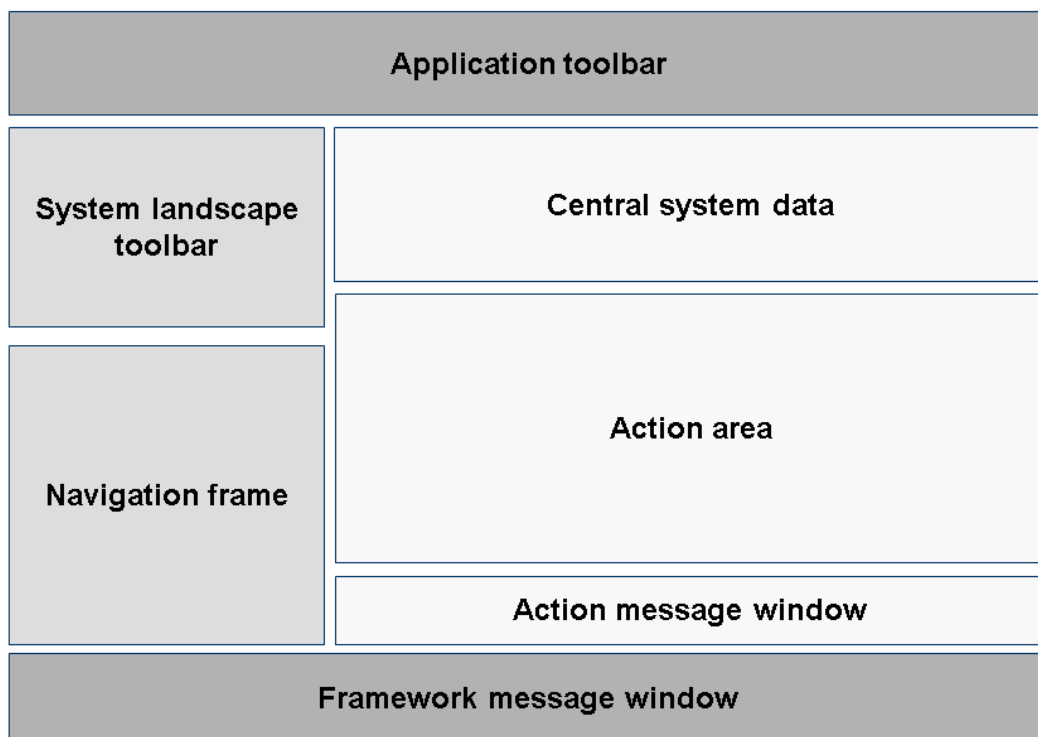 Application toolbar
System landscape
toolbar
Central system data
Action area
Navigation frame
Action message window
Framework message window